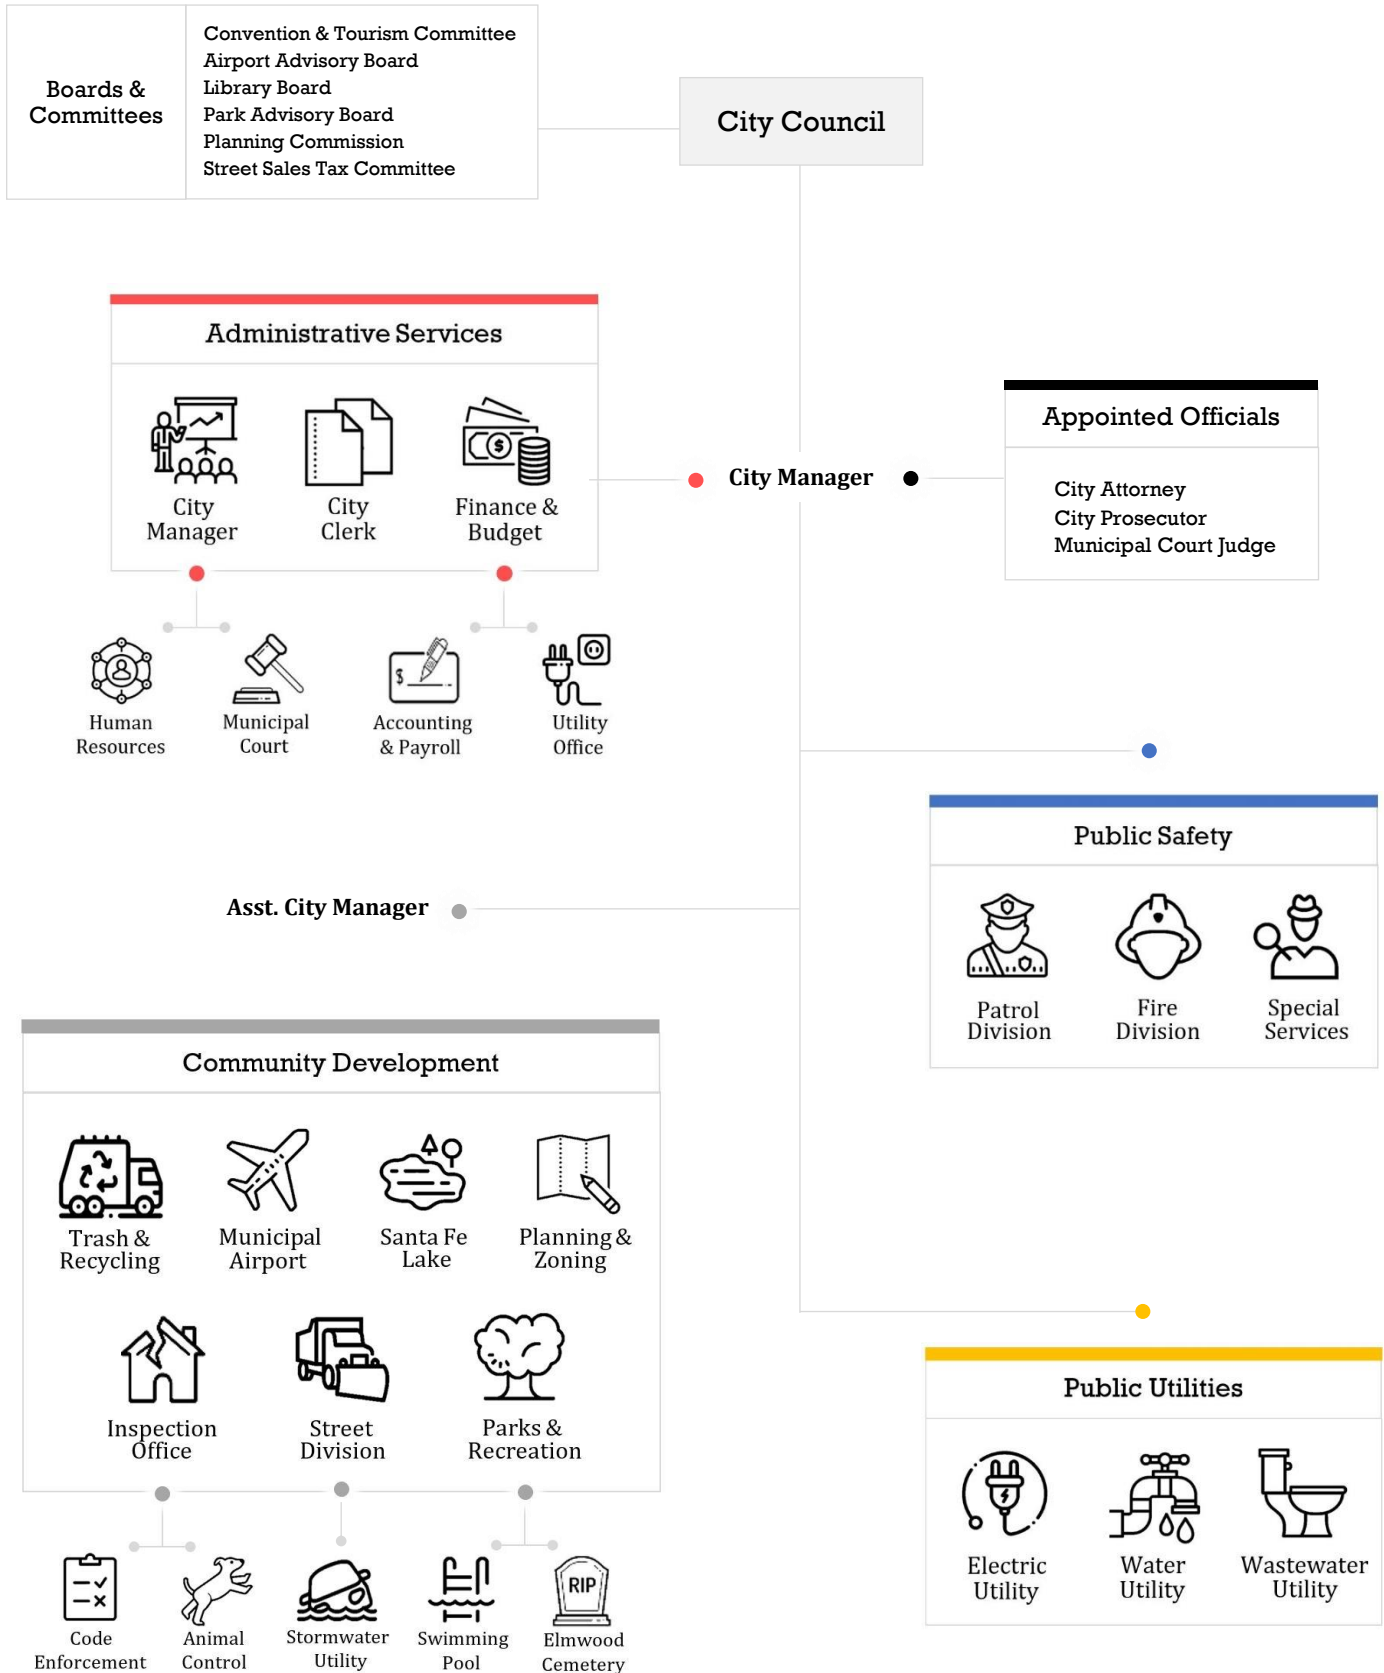 Boards &
Committees
Convention & Tourism Committee
Airport Advisory Board
Library Board
Park Advisory Board
Planning Commission
Street Sales Tax Committee
City Council
Administrative Services
City
Manager
City
Clerk
Finance &
Budget
City Manager
Appointed Officials
City Attorney
City Prosecutor
Municipal Court Judge
Human
Resources
Municipal
Court
$
Accounting
& Payroll
Utility
Office
Public Safety
Patrol
Division
Fire
Division
Special
Services
Asst. City Manager
Community Development
Trash &
Recycling
Municipal
Airport
Santa Fe
Lake
Planning &
Zoning
Inspection
Office
Street
Division
Parks &
Recreation
Code
Enforcement
Animal
Control
Stormwater
Utility
Swimming
Pool
RIP
Elmwood
Cemetery
Public Utilities
Electric
Utility
Water
Utility
Wastewater
Utility